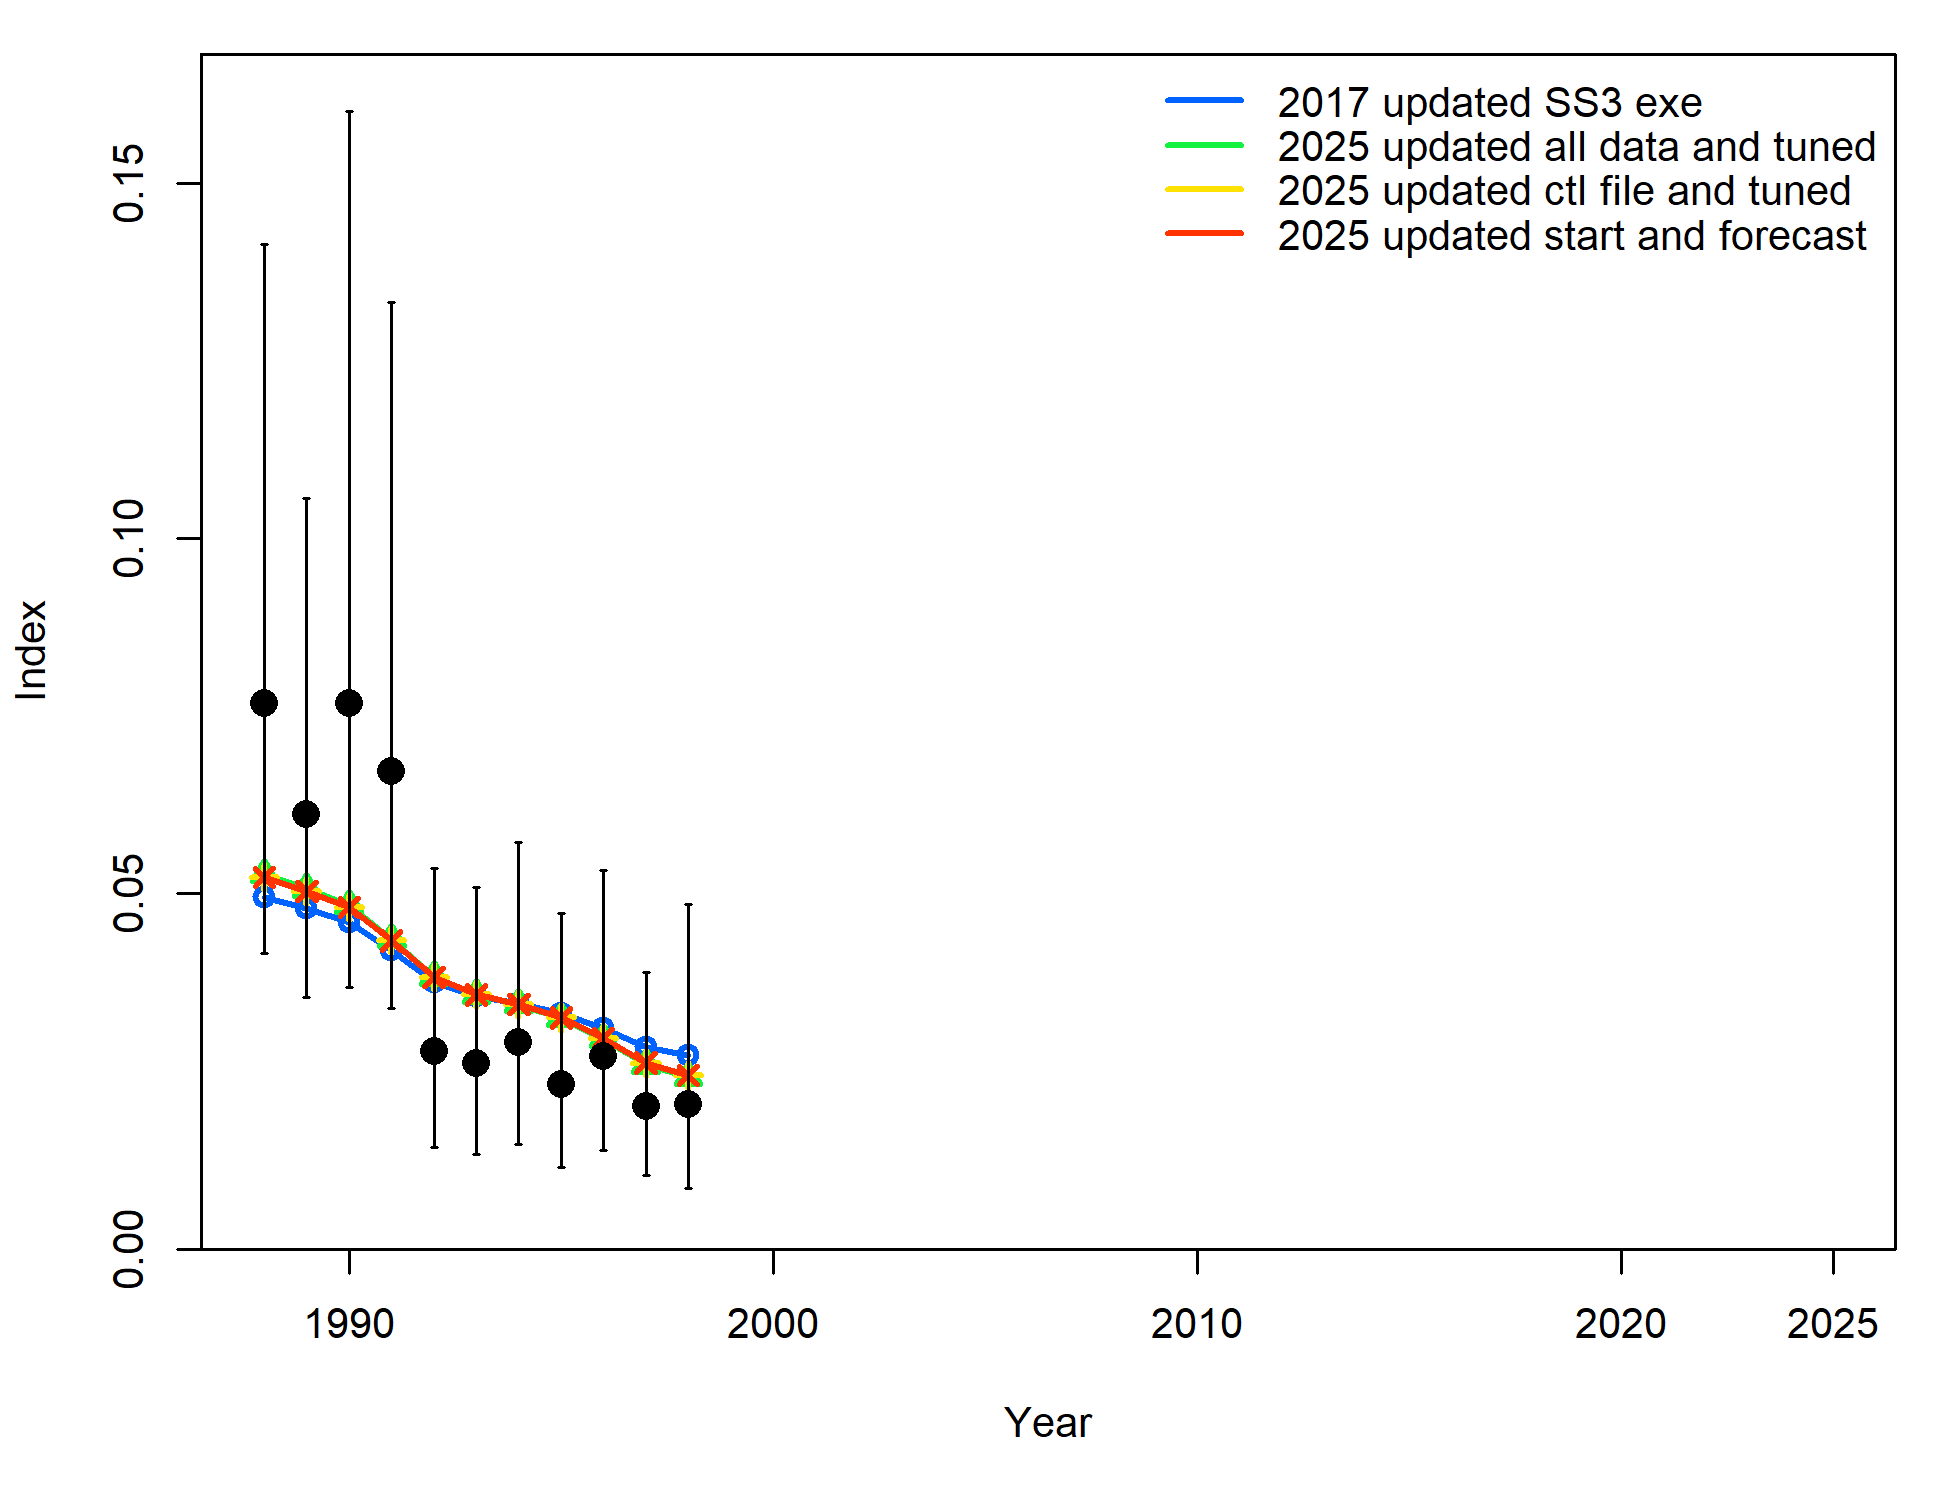 2017 updated SS3 exe
2025 updated all data and tuned
2025 updated ctl file and tuned
2025 updated start and forecast
0.15
0.10
0.05
0.00
Index
1990 2000 2010 2020 2025
Year